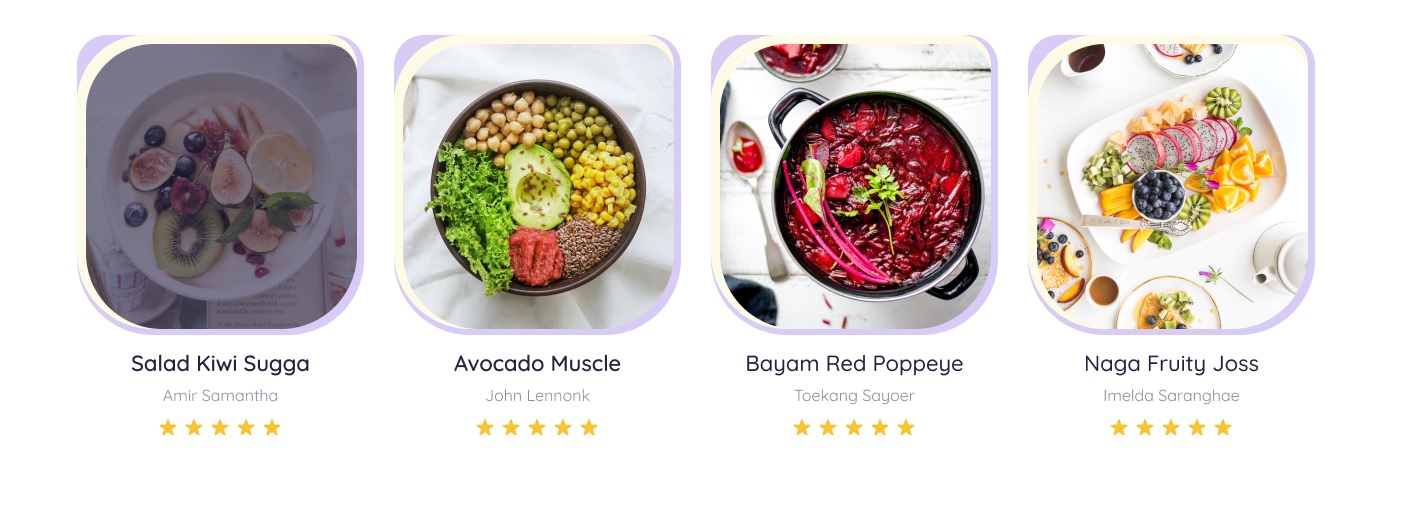 Salad Kiwi Sugga
Amir Samantha
Avocado Muscle
John Lennonk
Bayam Red Poppeye
Toekang Sayoer
Naga Fruity Joss
Imelda Saranghae